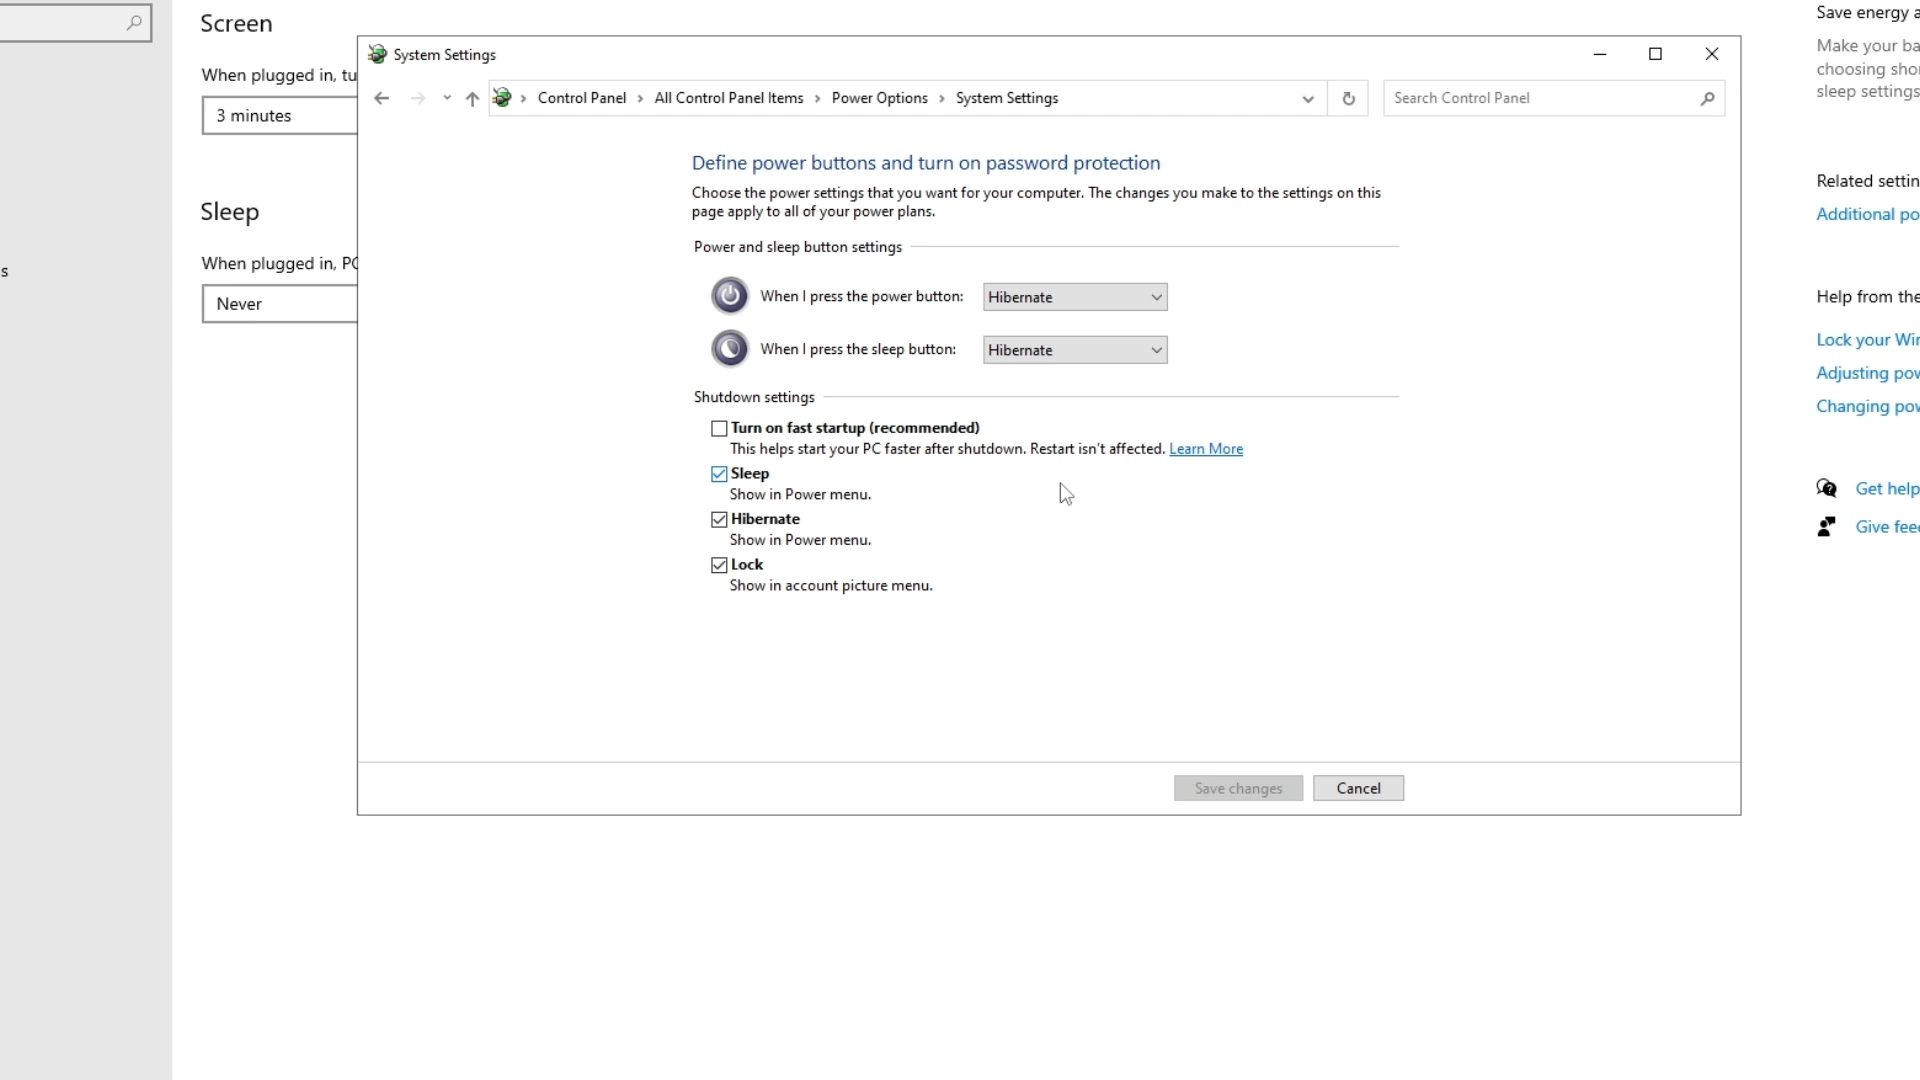 Screen
When plugged in, tu
3 minutes
Sleep
When plugged in, PC
Never
s
System Settings
Control Panel › All Control Panel Items › Power Options › System Settings
Search Control Panel
Define power buttons and turn on password protection
Choose the power settings that you want for your computer. The changes you make to the settings on this
page apply to all of your power plans.
Power and sleep button settings
When I press the power button: Hibernate
When I press the sleep button: Hibernate
Shutdown settings
Turn on fast startup (recommended)
This helps start your PC faster after shutdown. Restart isn't affected. Learn More
Sleep
Show in Power menu.
Hibernate
Show in Power menu.
Lock
Show in account picture menu.
Save changes Cancel
Save energy a
Make your ba
choosing shor
sleep settings
Related settin
Additional po
Help from the
Lock your Wir
Adjusting pow
Changing pow
Get help
Give feec